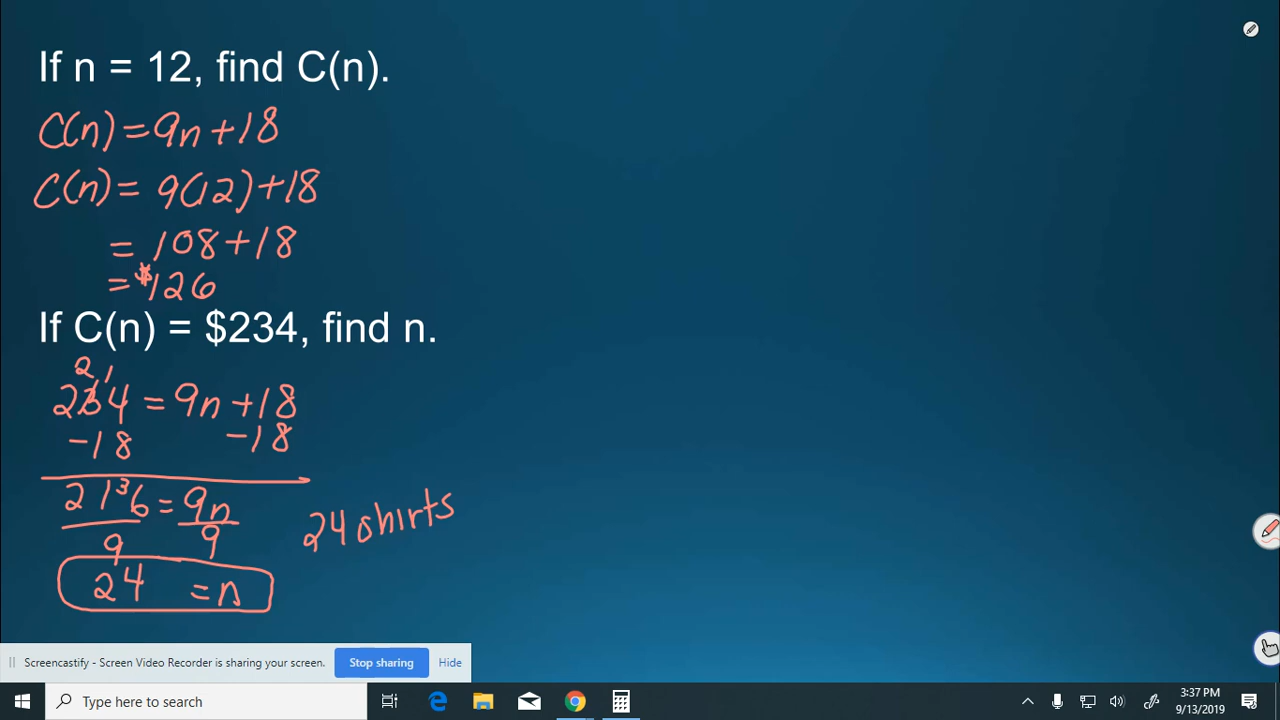 If n = 12, find C(n).
C(n) = 9n + 18
C(n) = 9(12) + 18
= 108 + 18
= $126
If C(n) = $234, find n.
2 1
234 = 9n + 18
-18 -18
21³6 = 9n
9 9
24 shirts
24 = n
Screencastify - Screen Video Recorder is sharing your screen.
Stop sharing
Hide
Type here to search
3:37 PM
9/13/2019